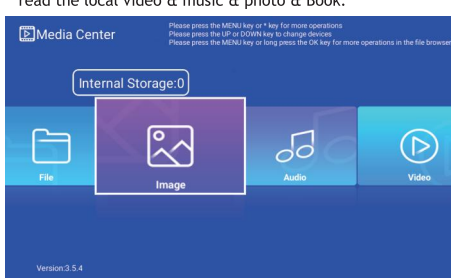 read the local video & music & photo & Book.
Media Center
Please press the MENU key or * key for more operations
Please press the UP or DOWN key to change devices
Please press the MENU key or long press the OK key for more operations in the file browser
Internal Storage:0
File
Image
Audio
Video
Version:3.5.4